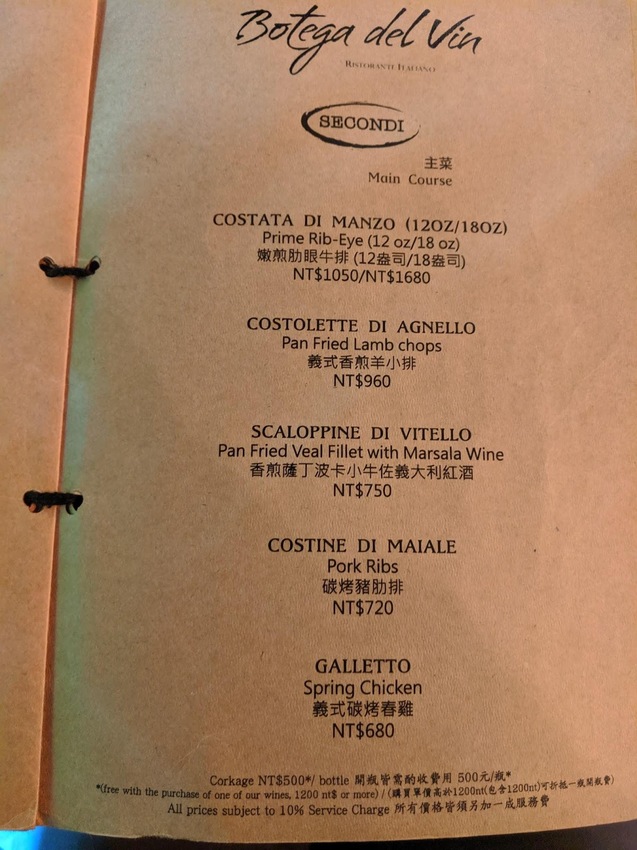 Botega del Vin
RISTORANTE ITALIANO
SECONDI
主菜
Main Course
COSTATA DI MANZO (12OZ/18OZ)
Prime Rib-Eye (12 oz/18 oz)
嫩煎肋眼牛排 (12盎司/18盎司)
NT$1050/NT$1680
COSTOLETTE DI AGNELLO
Pan Fried Lamb chops
義式香煎羊小排
NT$960
SCALOPPINE DI VITELLO
Pan Fried Veal Fillet with Marsala Wine
香煎薩丁波卡小牛佐義大利紅酒
NT$750
COSTINE DI MAIALE
Pork Ribs
碳烤豬肋排
NT$720
GALLETTO
Spring Chicken
義式碳烤春雞
NT$680
Corkage NT$500*/ bottle 開瓶皆需酌收費用 500元/瓶*
*(free with the purchase of one of our wines, 1200 nt$ or more) / (購買單價高於1200nt(包含1200nt)可折抵一瓶開瓶費)
All prices subject to 10% Service Charge 所有價格皆須另加一成服務費